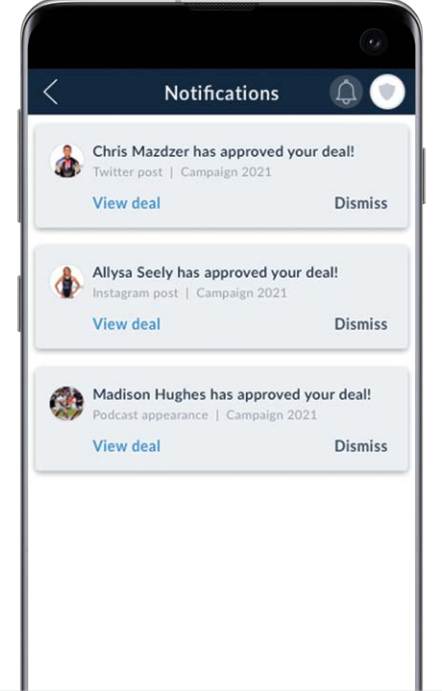 Notifications
Chris Mazdzer has approved your deal!
Twitter post | Campaign 2021
View deal Dismiss
Allysa Seely has approved your deal!
Instagram post | Campaign 2021
View deal Dismiss
Madison Hughes has approved your deal!
Podcast appearance | Campaign 2021
View deal Dismiss